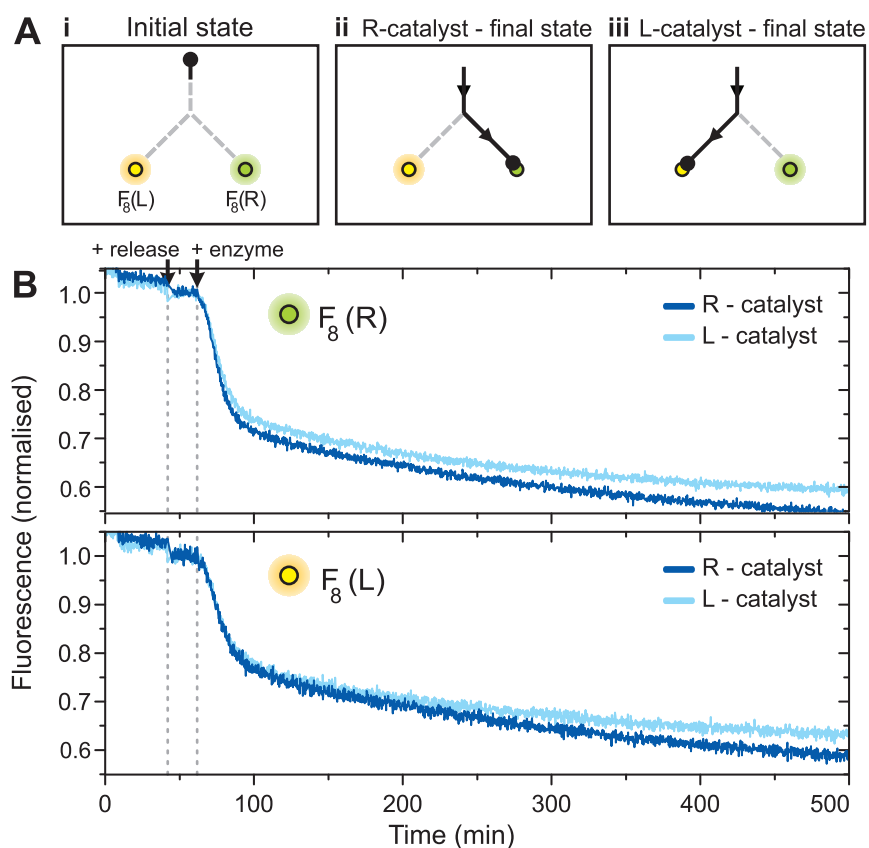 A i Initial state ii R-catalyst - final state iii L-catalyst - final state
F8(L) F8(R)
+ release + enzyme
B
F8 (R)
R - catalyst
L - catalyst
1.0
0.9
0.8
0.7
0.6
F8 (L)
R - catalyst
L - catalyst
1.0
0.9
0.8
0.7
0.6
Fluorescence (normalised)
0 100 200 300 400 500
Time (min)